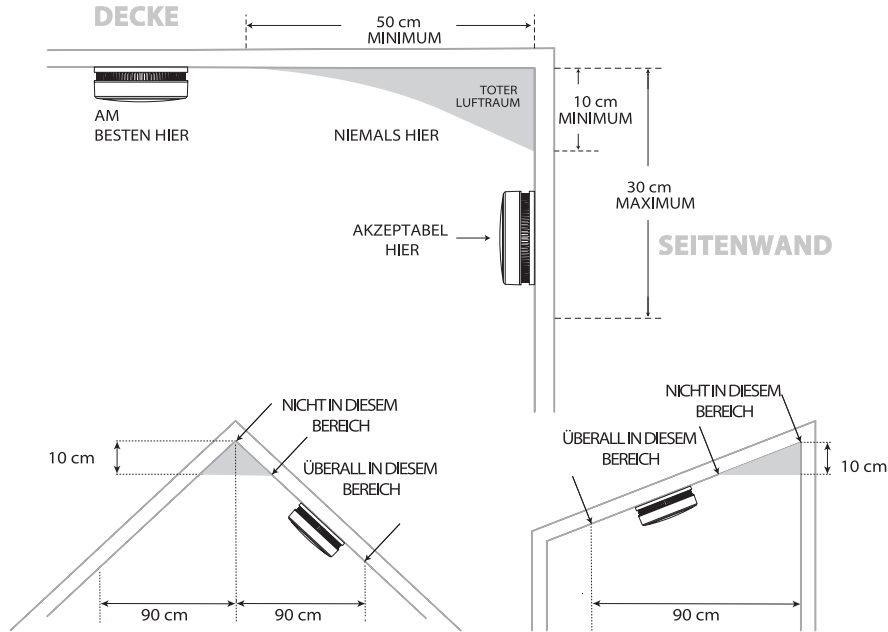 DECKE
50 cm
MINIMUM
TOTER
LUFTRAUM
10 cm
MINIMUM
AM
BESTEN HIER
NIEMALS HIER
30 cm
MAXIMUM
AKZEPTABEL
HIER
SEITENWAND
NICHT IN DIESEM
BEREICH
10 cm
ÜBERALL IN DIESEM
BEREICH
90 cm
90 cm
NICHT IN DIESEM
BEREICH
ÜBERALL IN DIESEM
BEREICH
10 cm
90 cm